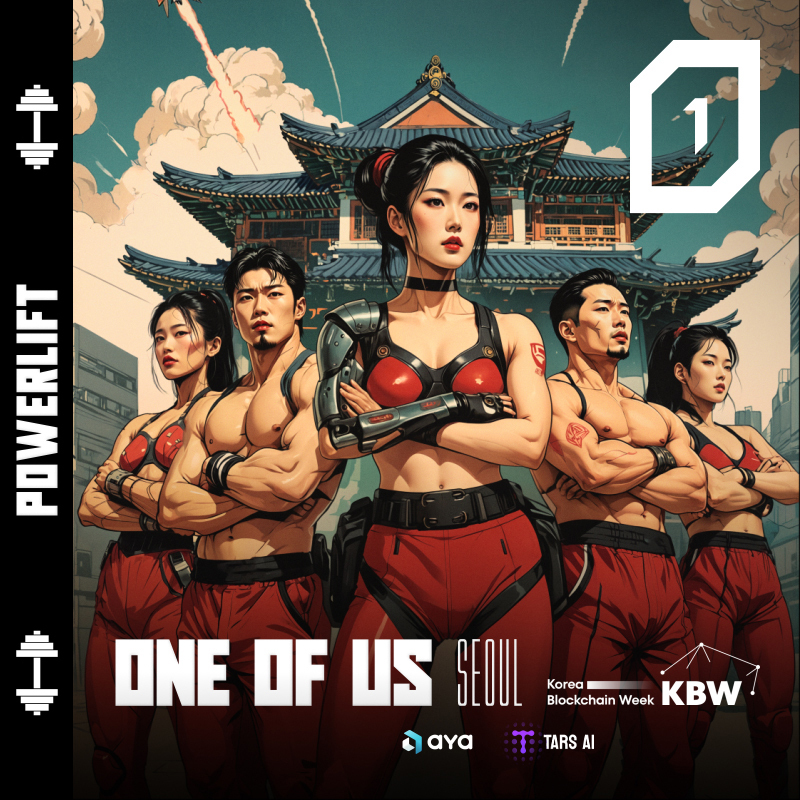 1
POWERLIFT
ONE OF US SEOUL
Korea
Blockchain Week
KBW
aya
TARS AI